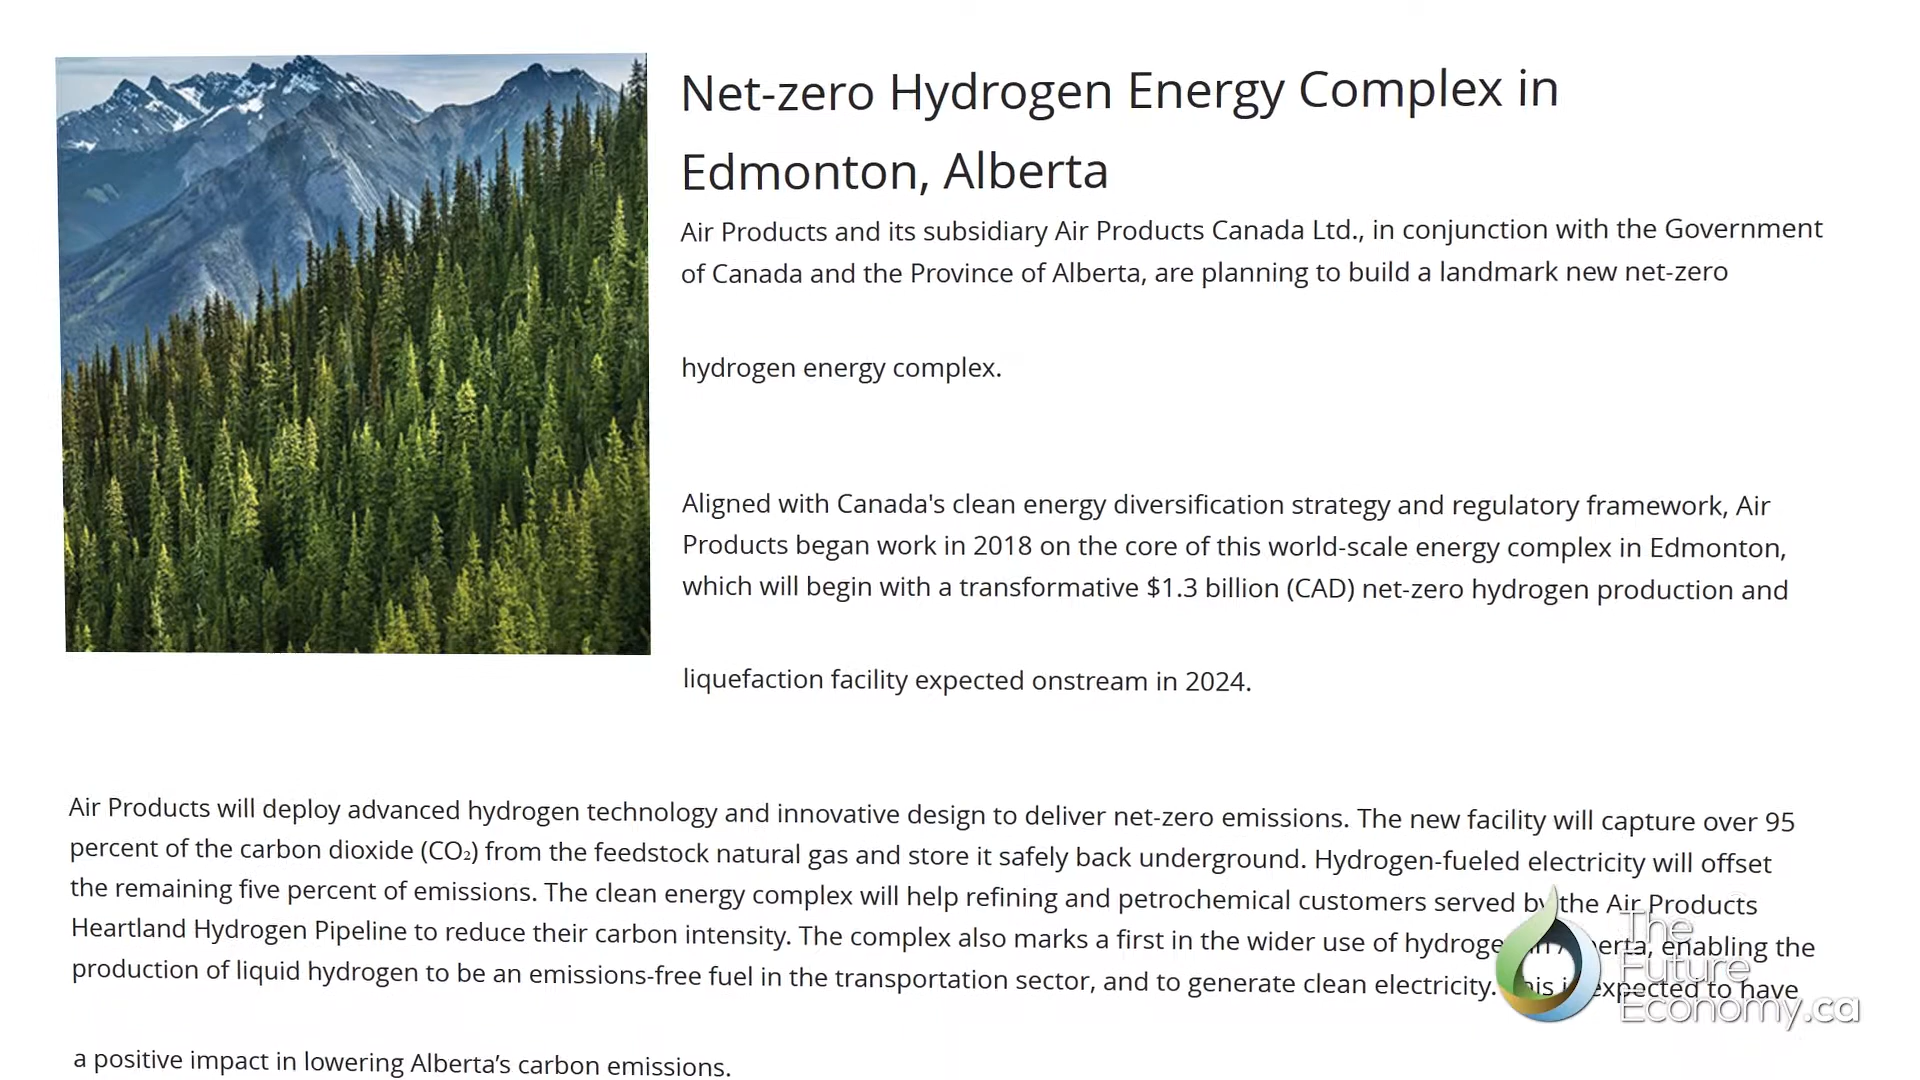 Net-zero Hydrogen Energy Complex in
Edmonton, Alberta
Air Products and its subsidiary Air Products Canada Ltd., in conjunction with the Government
of Canada and the Province of Alberta, are planning to build a landmark new net-zero
hydrogen energy complex.
Aligned with Canada's clean energy diversification strategy and regulatory framework, Air
Products began work in 2018 on the core of this world-scale energy complex in Edmonton,
which will begin with a transformative $1.3 billion (CAD) net-zero hydrogen production and
liquefaction facility expected onstream in 2024.
Air Products will deploy advanced hydrogen technology and innovative design to deliver net-zero emissions. The new facility will capture over 95
percent of the carbon dioxide (CO₂) from the feedstock natural gas and store it safely back underground. Hydrogen-fueled electricity will offset
the remaining five percent of emissions. The clean energy complex will help refining and petrochemical customers served by the Air Products
Heartland Hydrogen Pipeline to reduce their carbon intensity. The complex also marks a first in the wider use of hydrogen in Alberta, enabling the
production of liquid hydrogen to be an emissions-free fuel in the transportation sector, and to generate clean electricity. This is expected to have
a positive impact in lowering Alberta’s carbon emissions.
The
Future
Economy.ca